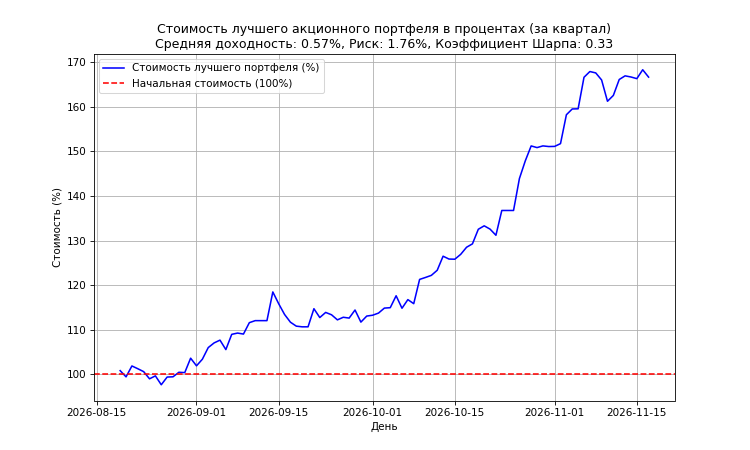 Стоимость лучшего акционного портфеля в процентах (за квартал)
Средняя доходность: 0.57%, Риск: 1.76%, Коэффициент Шарпа: 0.33
Стоимость лучшего портфеля (%)
Начальная стоимость (100%)
Стоимость (%)
170
160
150
140
130
120
110
100
2026-08-15
2026-09-01
2026-09-15
2026-10-01
2026-10-15
2026-11-01
2026-11-15
День